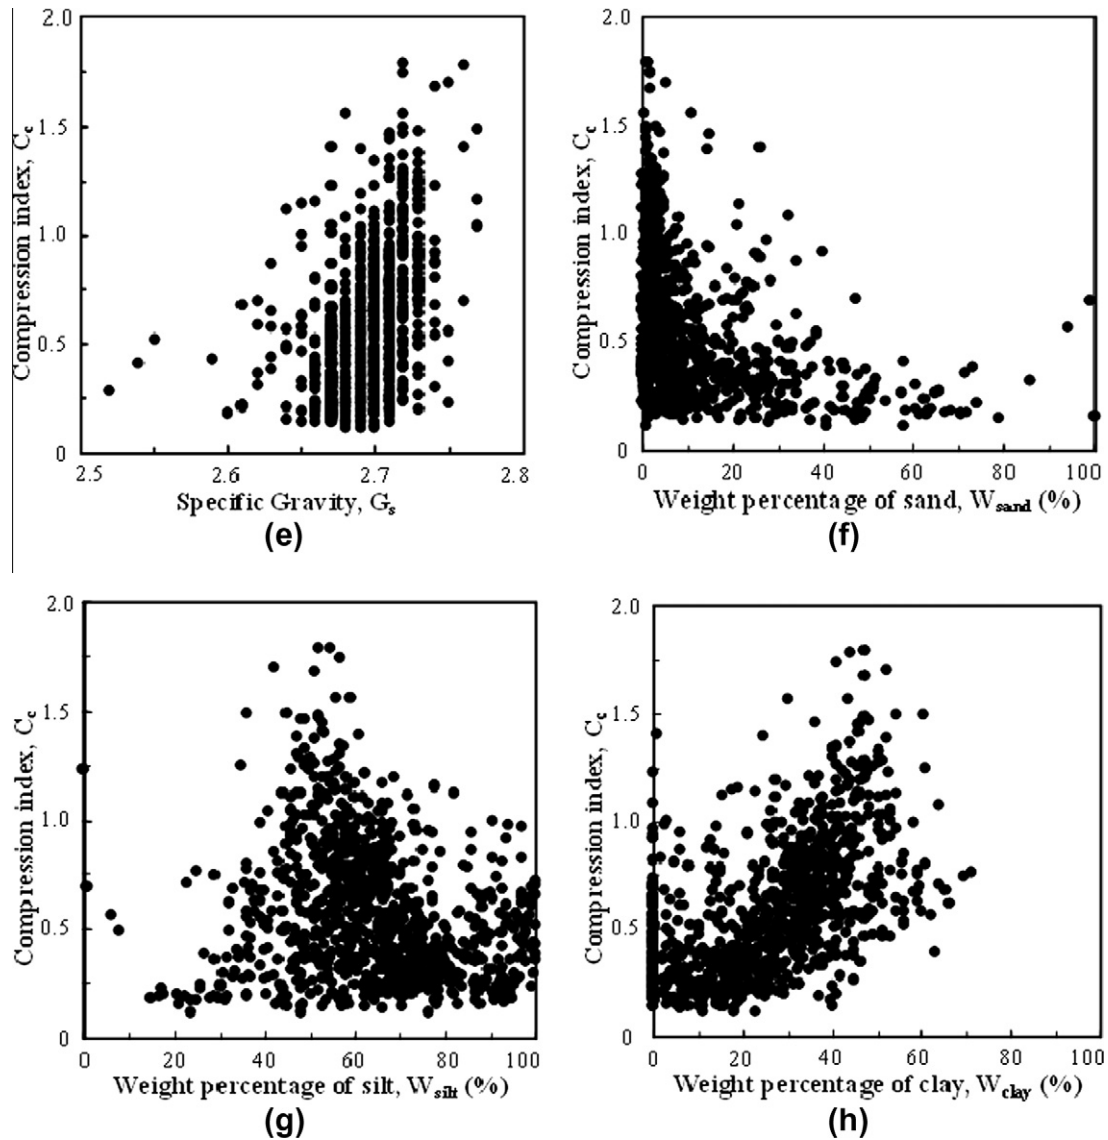 2.0
1.5
1.0
0.5
0
2.5 2.6 2.7 2.8
Compression index, Cc
Specific Gravity, Gs
(e)
2.0
1.5
1.0
0.5
0
0 20 40 60 80 100
Compression index, Cc
Weight percentage of sand, Wsand (%)
(f)
2.0
1.5
1.0
0.5
0
0 20 40 60 80 100
Compression index, Cc
Weight percentage of silt, Wsilt (%)
(g)
2.0
1.5
1.0
0.5
0
0 20 40 60 80 100
Compression index, Cc
Weight percentage of clay, Wclay (%)
(h)